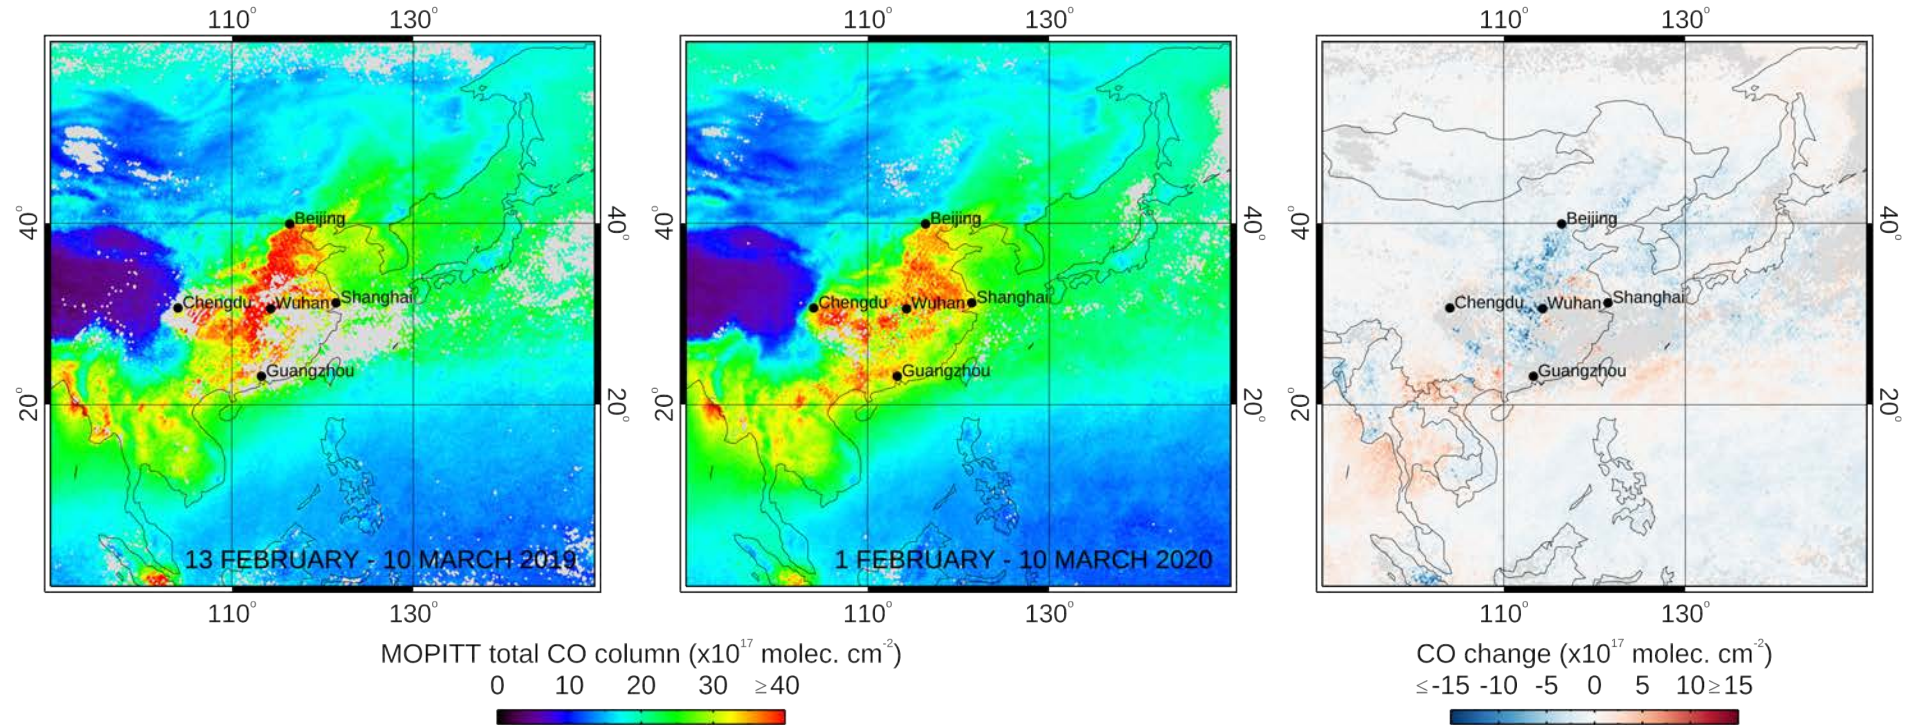 110° 130° 110° 130° 110° 130°
40° 40° 40° 40° 40° 40°
Beijing Beijing Beijing
Chengdu Wuhan Shanghai Chengdu Wuhan Shanghai Chengdu Wuhan Shanghai
Guangzhou Guangzhou Guangzhou
20° 20° 20° 20° 20° 20°
13 FEBRUARY - 10 MARCH 2019 1 FEBRUARY - 10 MARCH 2020
110° 130° 110° 130° 110° 130°
MOPITT total CO column (x10¹⁷ molec. cm⁻²) CO change (x10¹⁷ molec. cm⁻²)
0 10 20 30 ≥40 ≤-15 -10 -5 0 5 10 ≥15